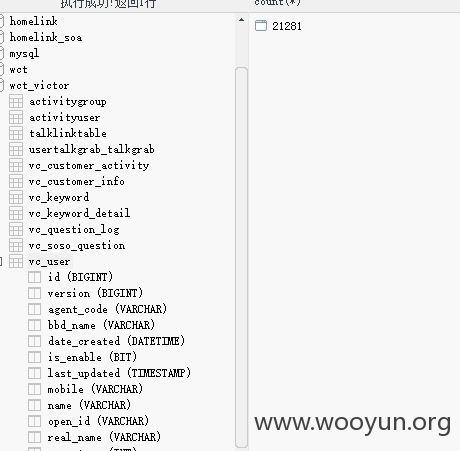 执行成功!返回1行
homelink
homelink_soa
mysql
wct
wct_victor
activitygroup
activityuser
talklinktable
usertalkgrab_talkgrab
vc_customer_activity
vc_customer_info
vc_keyword
vc_keyword_detail
vc_question_log
vc_soso_question
vc_user
id (BIGINT)
version (BIGINT)
agent_code (VARCHAR)
bbd_name (VARCHAR)
date_created (DATETIME)
is_enable (BIT)
last_updated (TIMESTAMP)
mobile (VARCHAR)
name (VARCHAR)
open_id (VARCHAR)
real_name (VARCHAR)
count(*)
21281
www.wooyun.org